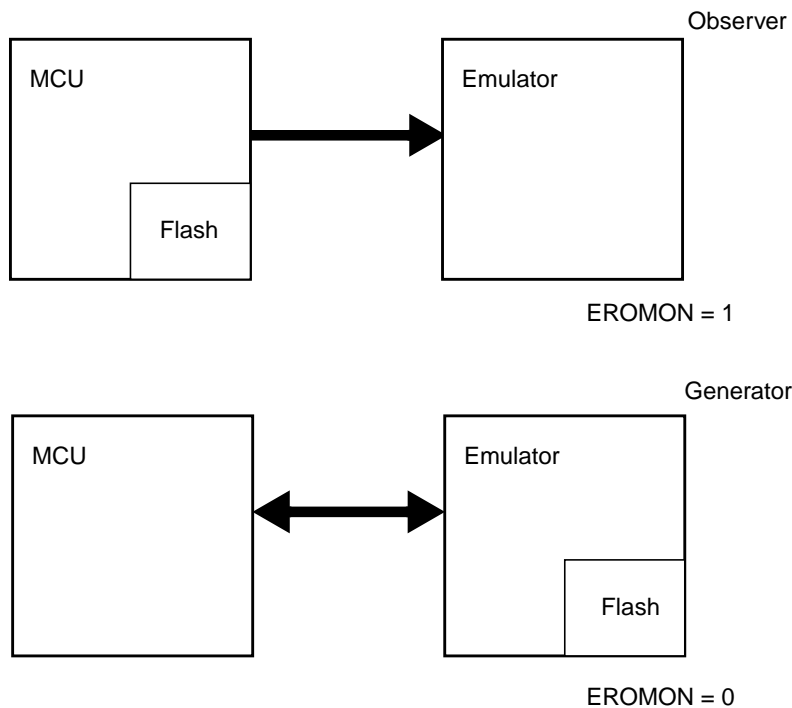 Observer
MCU
Emulator
Flash
EROMON = 1
Generator
MCU
Emulator
Flash
EROMON = 0